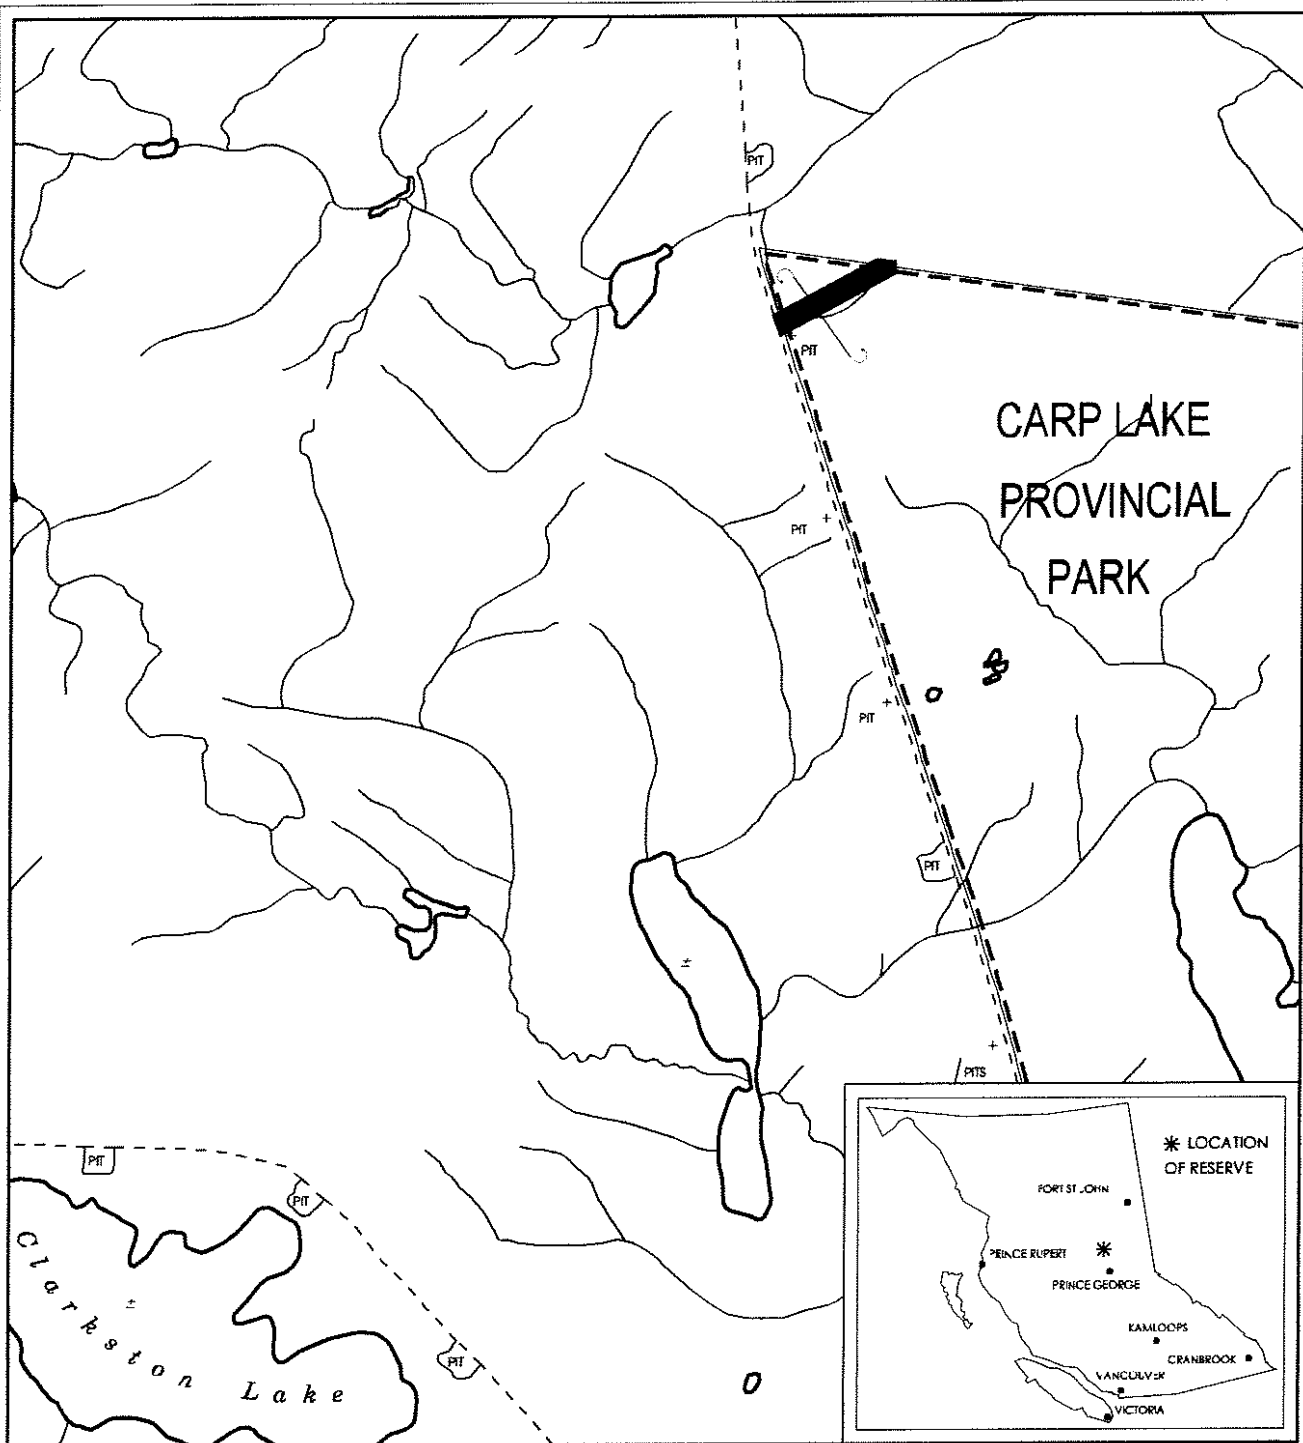 PIT
PIT
CARP LAKE
PROVINCIAL
PARK
PIT
PIT
PIT
PITS
PIT
PIT
PIT
Clarkston Lake
✳ LOCATION
OF RESERVE
FORT ST JOHN
PRINCE RUPERT
PRINCE GEORGE
KAMLOOPS
CRANBROOK
VANCOUVER
VICTORIA